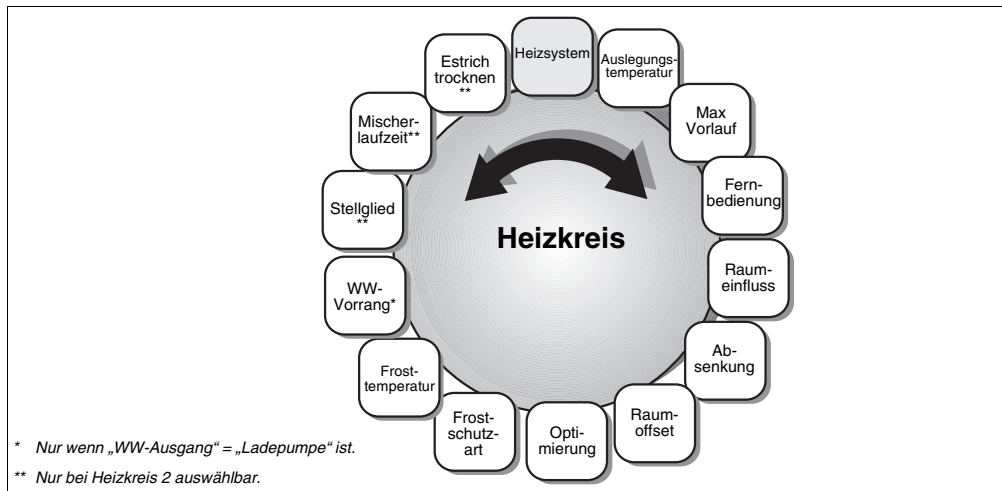 Heizsystem
Auslegungs-
temperatur
Max
Vorlauf
Fern-
bedienung
Raum-
einfluss
Ab-
senkung
Raum-
offset
Opti-
mierung
Frost-
schutz-
art
Frost-
temperatur
WW-
Vorrang*
Stellglied
**
Mischer-
laufzeit**
Estrich
trocknen
**
Heizkreis
* Nur wenn „WW-Ausgang“ = „Ladepumpe“ ist.
** Nur bei Heizkreis 2 auswählbar.